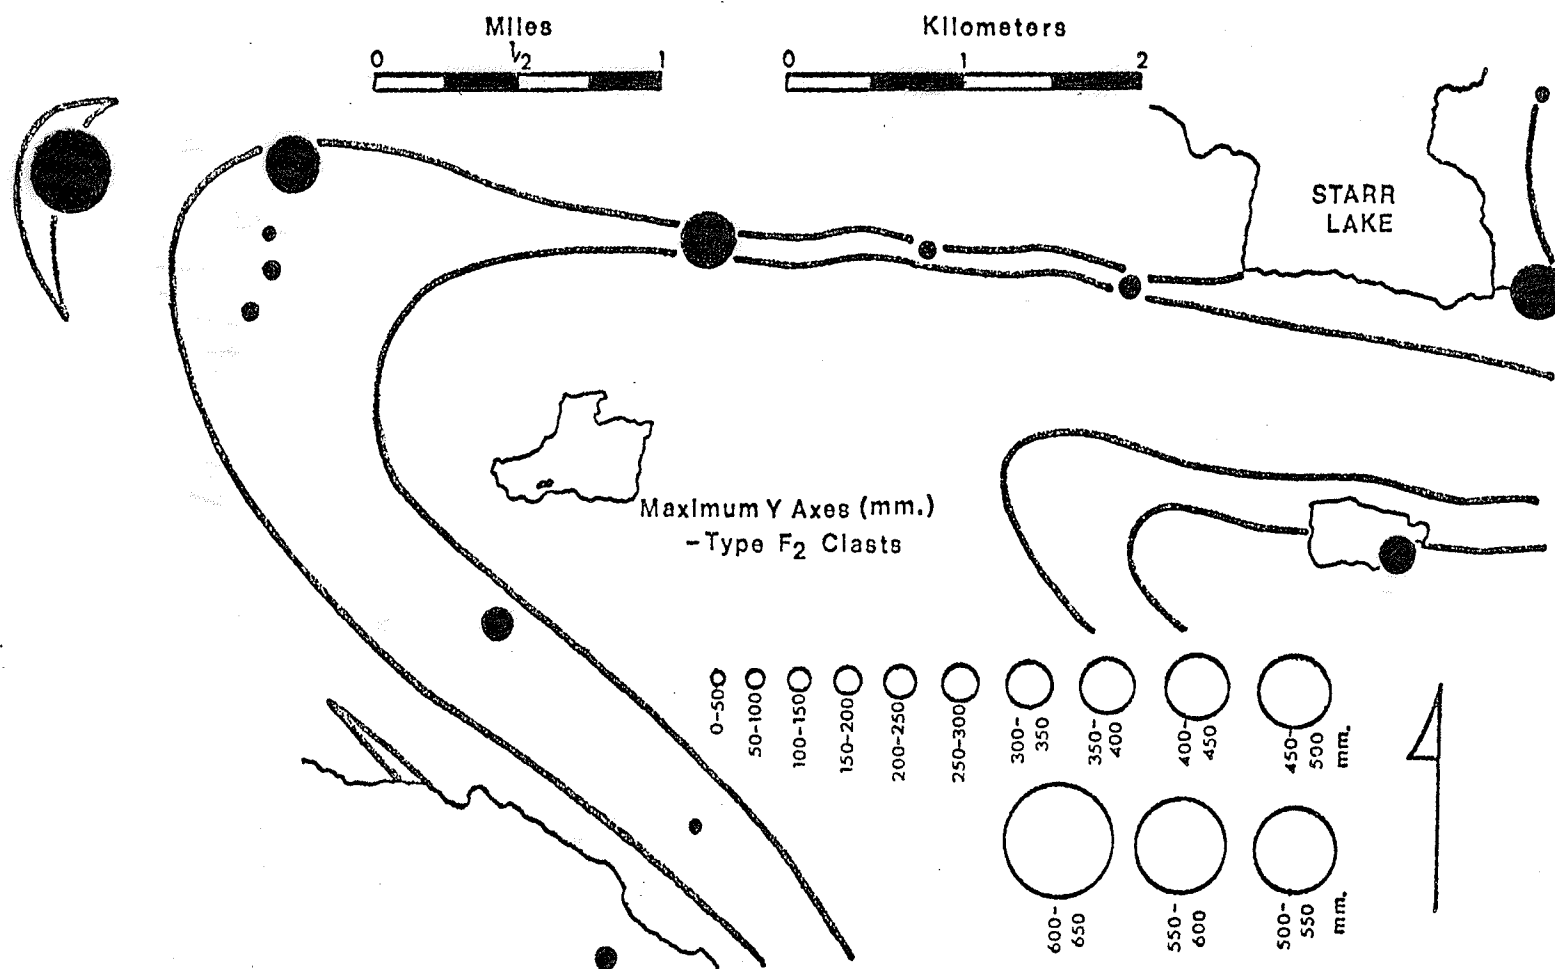 Miles
0 1/2 1
Kilometers
0 1 2
STARR
LAKE
Maximum Y Axes (mm.)
-Type F2 Clasts
0-50
50-100
100-150
150-200
200-250
250-300
300-
350
350-
400
400-
450
450-
500
mm.
600-
650
550-
600
500-
550
mm.